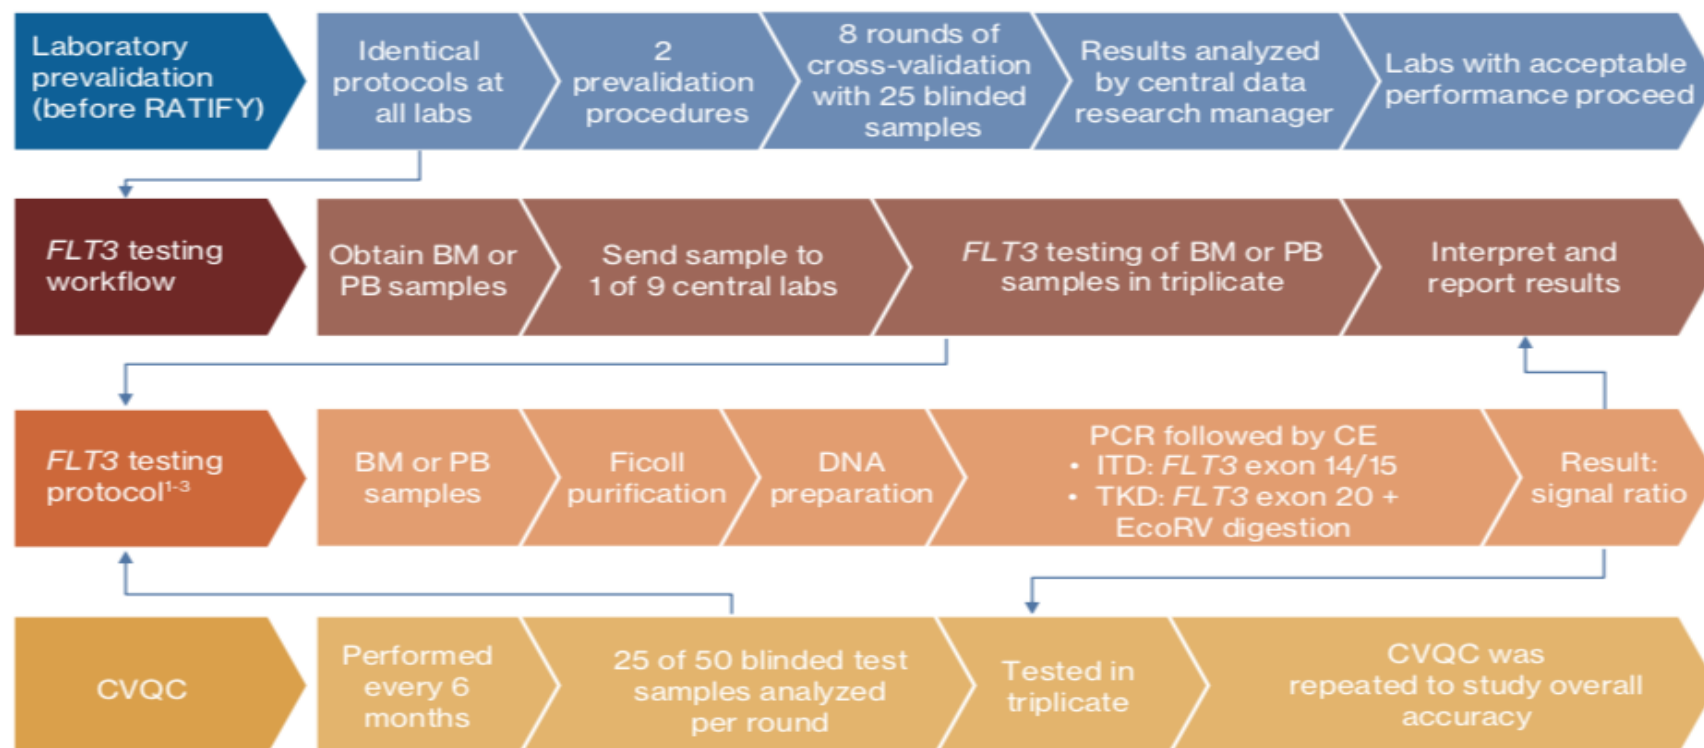 Laboratory
prevalidation
(before RATIFY)
Identical
protocols at
all labs
2
prevalidation
procedures
8 rounds of
cross-validation
with 25 blinded
samples
Results analyzed
by central data
research manager
Labs with acceptable
performance proceed
FLT3 testing
workflow
Obtain BM or
PB samples
Send sample to
1 of 9 central labs
FLT3 testing of BM or PB
samples in triplicate
Interpret and
report results
FLT3 testing
protocol¹⁻³
BM or PB
samples
Ficoll
purification
DNA
preparation
PCR followed by CE
• ITD: FLT3 exon 14/15
• TKD: FLT3 exon 20 +
EcoRV digestion
Result:
signal ratio
CVQC
Performed
every 6
months
25 of 50 blinded test
samples analyzed
per round
Tested in
triplicate
CVQC was
repeated to study overall
accuracy